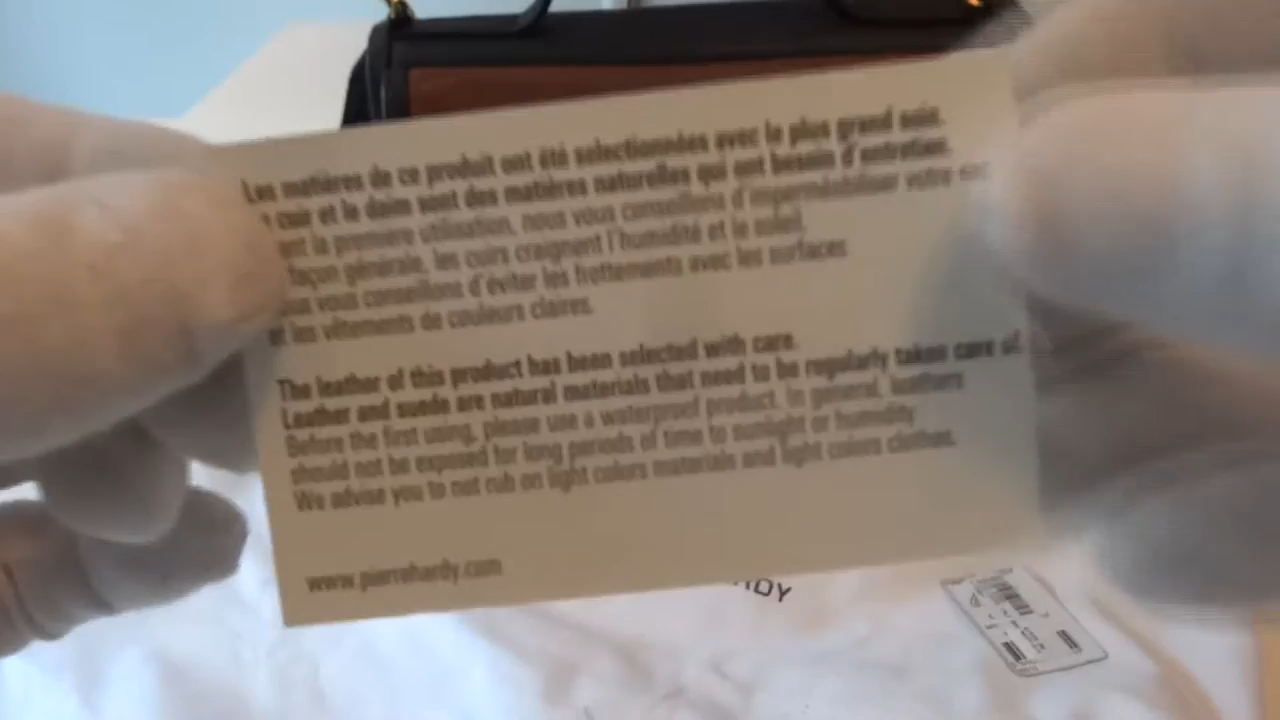 Les matières de ce produit ont été selectionnées avec le plus grand soin.
cuir et le daim sont des matières naturelles qui ont besoin d'entretien.
la première utilisation, nous vous conseillons d'imperméabiliser votre sac
façon générale, les cuirs craignent l'humidité et le soleil.
vous conseillons d'éviter les frottements avec les surfaces
les vêtements de couleurs claires.
The leather of this product has been selected with care.
Leather and suede are natural materials that need to be regularly taken care of.
Before the first using, please use a waterproof product. In general, leathers
should not be exposed for long periods of time to sunlight or humidity.
We advise you to not rub on light colors materials and light colors clothes.
www.pierrehardy.com
DY